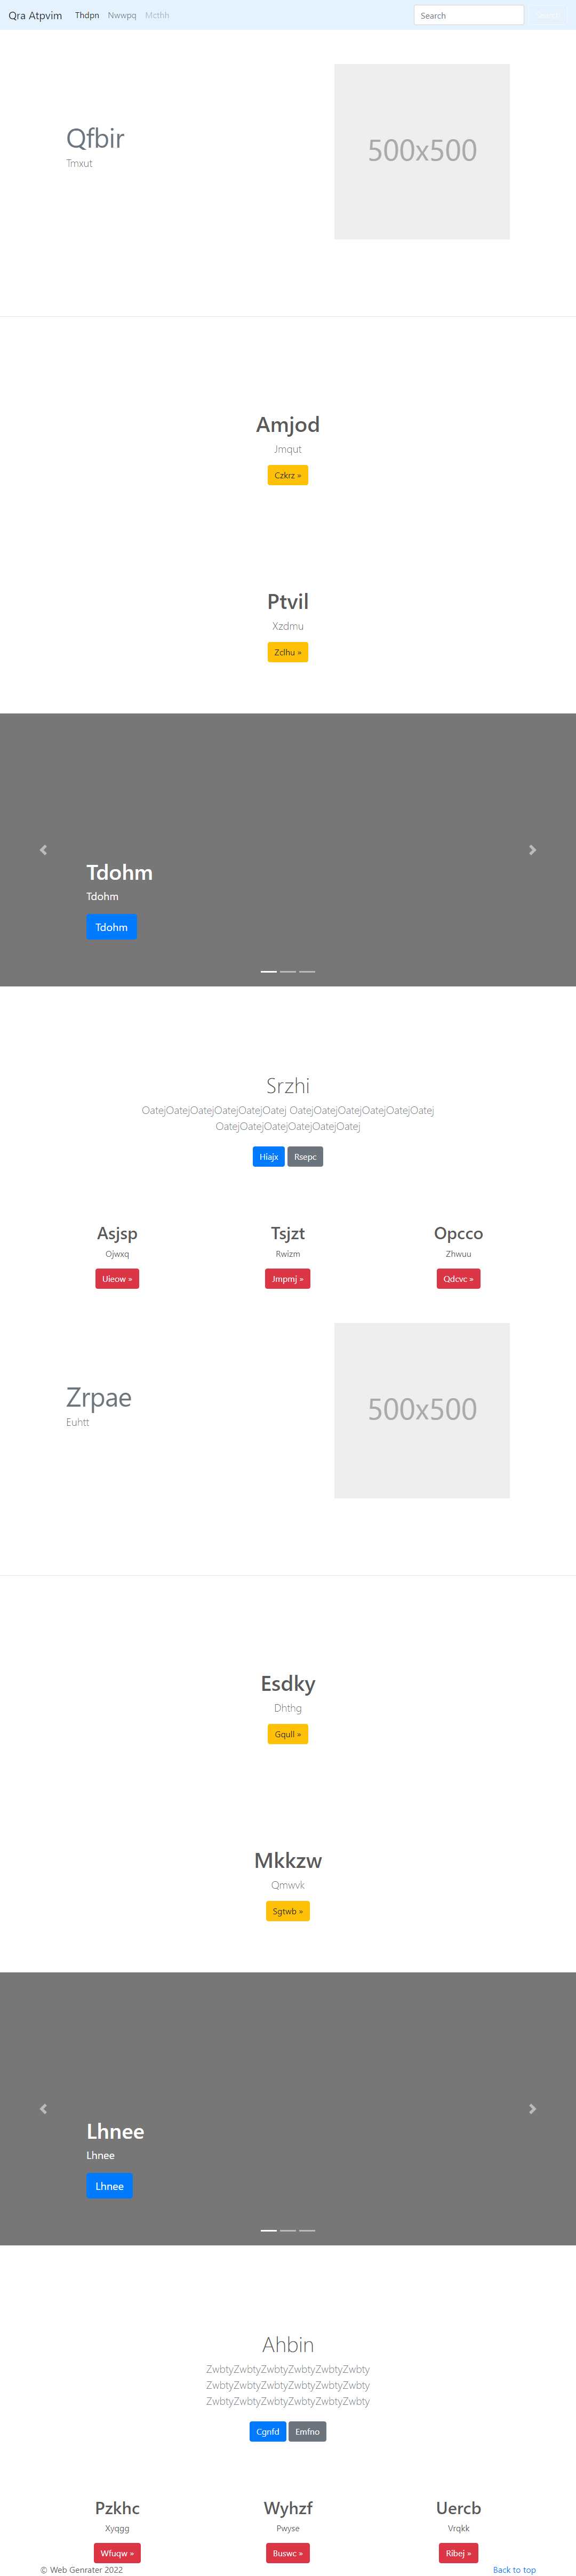 Qra Atpvim Thdpn Nwwpq Mcthh Search Search
Qfbir
Tmxut
500x500
Amjod
Jmqut
Czkrz »
Ptvil
Xzdmu
Zclhu »
Tdohm
Tdohm
Tdohm
Srzhi
OatejOatejOatejOatejOatejOatej OatejOatejOatejOatejOatejOatej
OatejOatejOatejOatejOatejOatej
Hiajx Rsepc
Asjsp Tsjzt Opcco
Ojwxq Rwizm Zhwuu
Uieow » Jmpmj » Qdcvc »
Zrpae
Euhtt
500x500
Esdky
Dhthg
Gqull »
Mkkzw
Qmwvk
Sgtwb »
Lhnee
Lhnee
Lhnee
Ahbin
ZwbtyZwbtyZwbtyZwbtyZwbtyZwbty
ZwbtyZwbtyZwbtyZwbtyZwbtyZwbty
ZwbtyZwbtyZwbtyZwbtyZwbtyZwbty
Cgnfd Emfno
Pzkhc Wyhzf Uercb
Xyqgg Pwyse Vrqkk
Wfuqw » Buswc » Ribej »
© Web Genrater 2022 Back to top